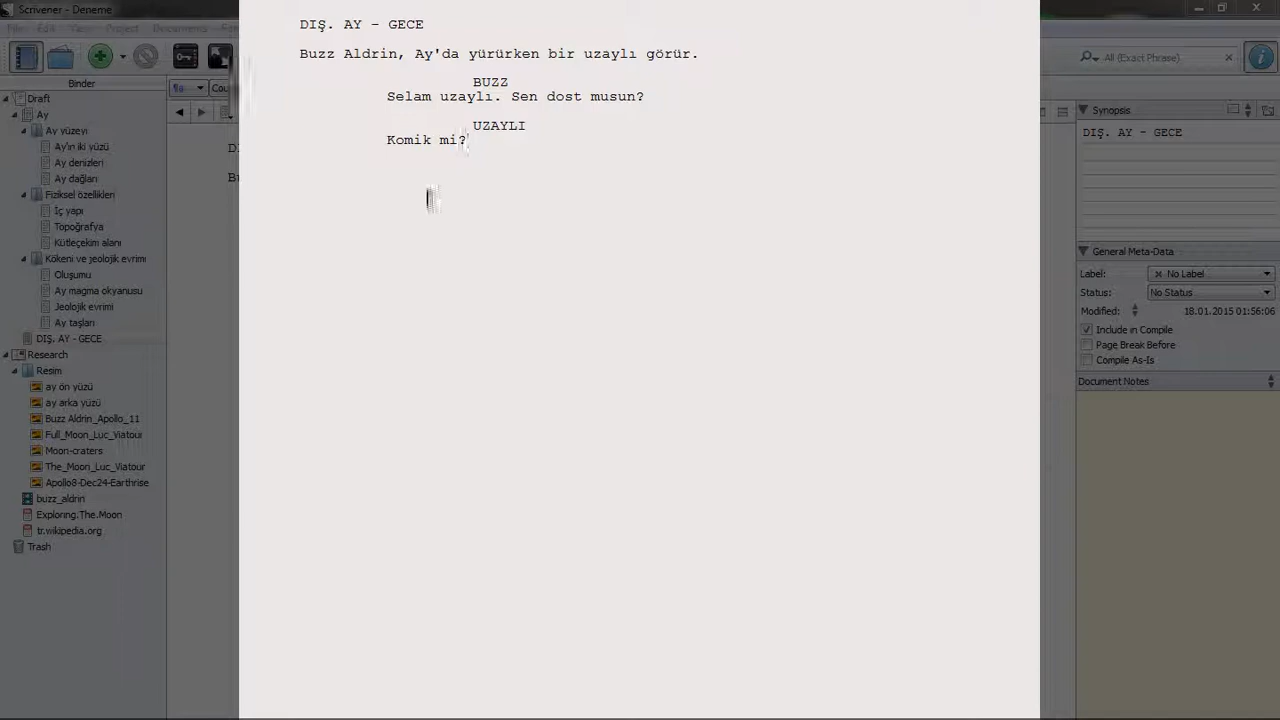 Scrivener - Deneme
File Edit View Project Documents
All (Exact Phrase)
Binder
Draft
Ay
Ay yüzeyi
Ay'ın iki yüzü
Ay denizleri
Ay dağları
Fiziksel özellikleri
İç yapı
Topoğrafya
Kütleçekim alanı
Kökeni ve jeolojik evrimi
Oluşumu
Ay magma okyanusu
Jeolojik evrimi
Ay taşları
DIŞ. AY - GECE
Research
Resim
ay ön yüzü
ay arka yüzü
Buzz Aldrin_Apollo_11
Full_Moon_Luc_Viatour
Moon-craters
The_Moon_Luc_Viatour
Apollo8-Dec24-Earthrise
buzz_aldrin
Exploring.The.Moon
tr.wikipedia.org
Trash
DIŞ. AY - GECE
Buzz Aldrin, Ay'da yürürken bir uzaylı görür.
BUZZ
Selam uzaylı. Sen dost musun?
UZAYLI
Komik mi?
Synopsis
DIŞ. AY - GECE
General Meta-Data
Label: No Label
Status: No Status
Modified: 18.01.2015 01:56:06
Include in Compile
Page Break Before
Compile As-Is
Document Notes